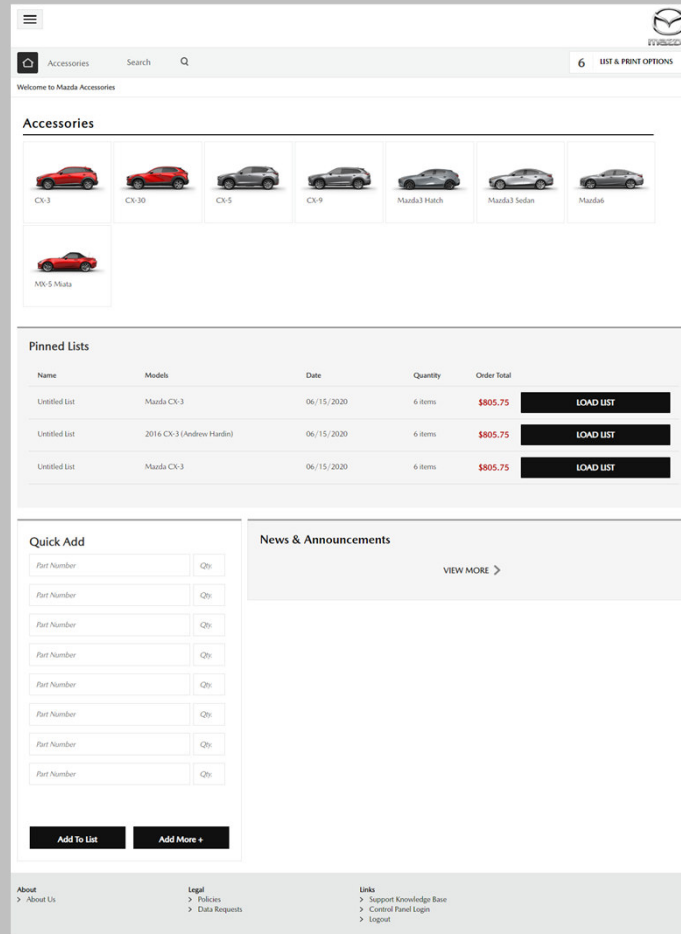 mazda
Accessories Search
6 LIST & PRINT OPTIONS
Welcome to Mazda Accessories
Accessories
CX-3 CX-30 CX-5 CX-9 Mazda3 Hatch Mazda3 Sedan Mazda6
MX-5 Miata
Pinned Lists
Name Models Date Quantity Order Total
Untitled List Mazda CX-3 06/15/2020 6 items $805.75 LOAD LIST
Untitled List 2016 CX-3 (Andrew Hardin) 06/15/2020 6 items $805.75 LOAD LIST
Untitled List Mazda CX-3 06/15/2020 6 items $805.75 LOAD LIST
Quick Add
Part Number Qty.
Part Number Qty.
Part Number Qty.
Part Number Qty.
Part Number Qty.
Part Number Qty.
Part Number Qty.
Part Number Qty.
Add To List Add More +
News & Announcements
VIEW MORE >
About
> About Us
Legal
> Policies
> Data Requests
Links
> Support Knowledge Base
> Control Panel Login
> Logout